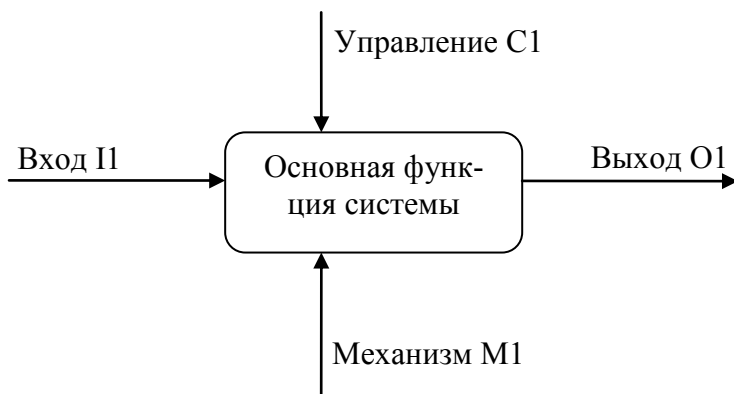 Управление C1
Вход I1
Основная функ-
ция системы
Выход O1
Механизм M1